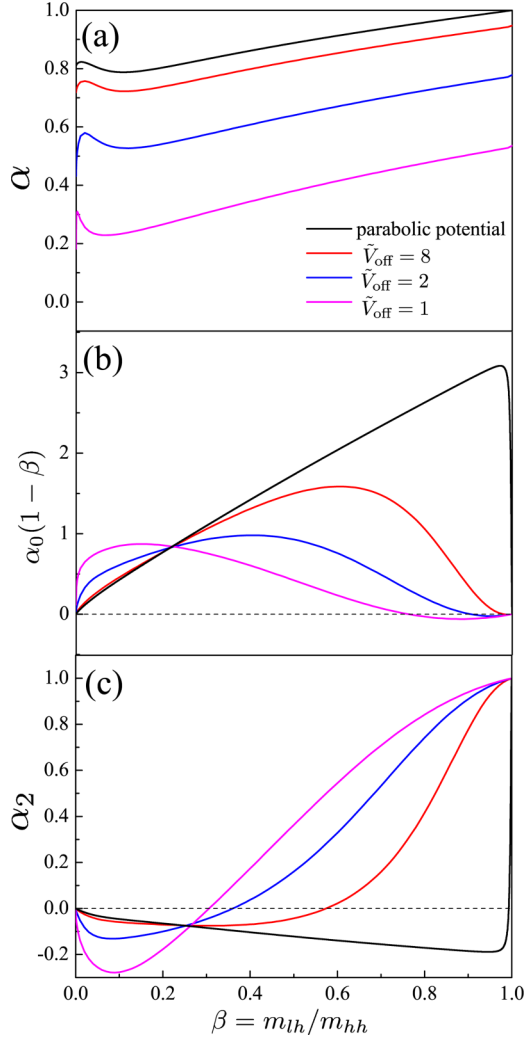 (a)
1.0
0.8
0.6
0.4
0.2
0.0
α
parabolic potential
Ṽoff = 8
Ṽoff = 2
Ṽoff = 1
(b)
3
2
1
0
α0(1 − β)
(c)
1.0
0.8
0.6
0.4
0.2
0.0
-0.2
α2
0.0 0.2 0.4 0.6 0.8 1.0
β = mlh/mhh